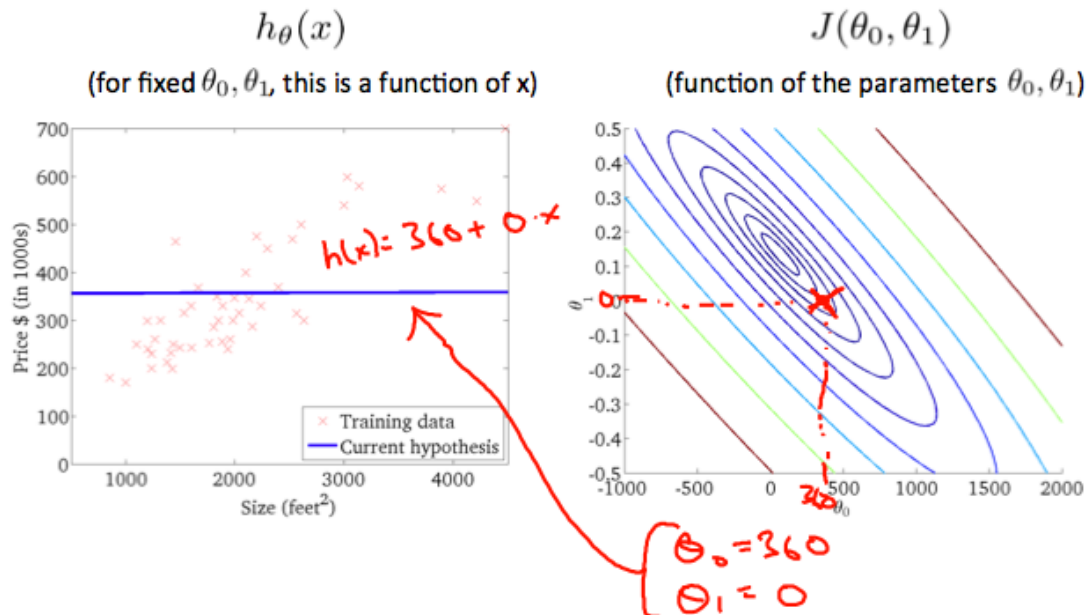 hθ(x)
(for fixed θ₀, θ₁, this is a function of x)
700
600
500
400
300
200
100
0
Price $ (in 1000s)
1000
2000
3000
4000
Size (feet²)
h(x) = 360 + 0·x
Training data
Current hypothesis
J(θ₀, θ₁)
(function of the parameters θ₀, θ₁)
0.5
0.4
0.3
0.2
0.1
0
-0.1
-0.2
-0.3
-0.4
-0.5
θ₁
0
-1000
-500
0
500
1000
1500
2000
360
θ₀
θ₀ = 360
θ₁ = 0